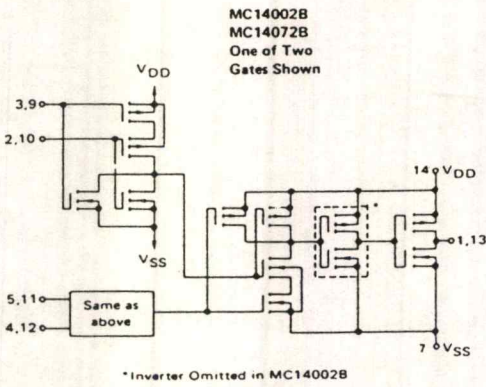 MC14002B
MC14072B
One of Two
Gates Shown
VDD
3,9
2,10
14 VDD
1,13
VSS
5,11
Same as
above
4,12
*
7 VSS
*Inverter Omitted in MC14002B